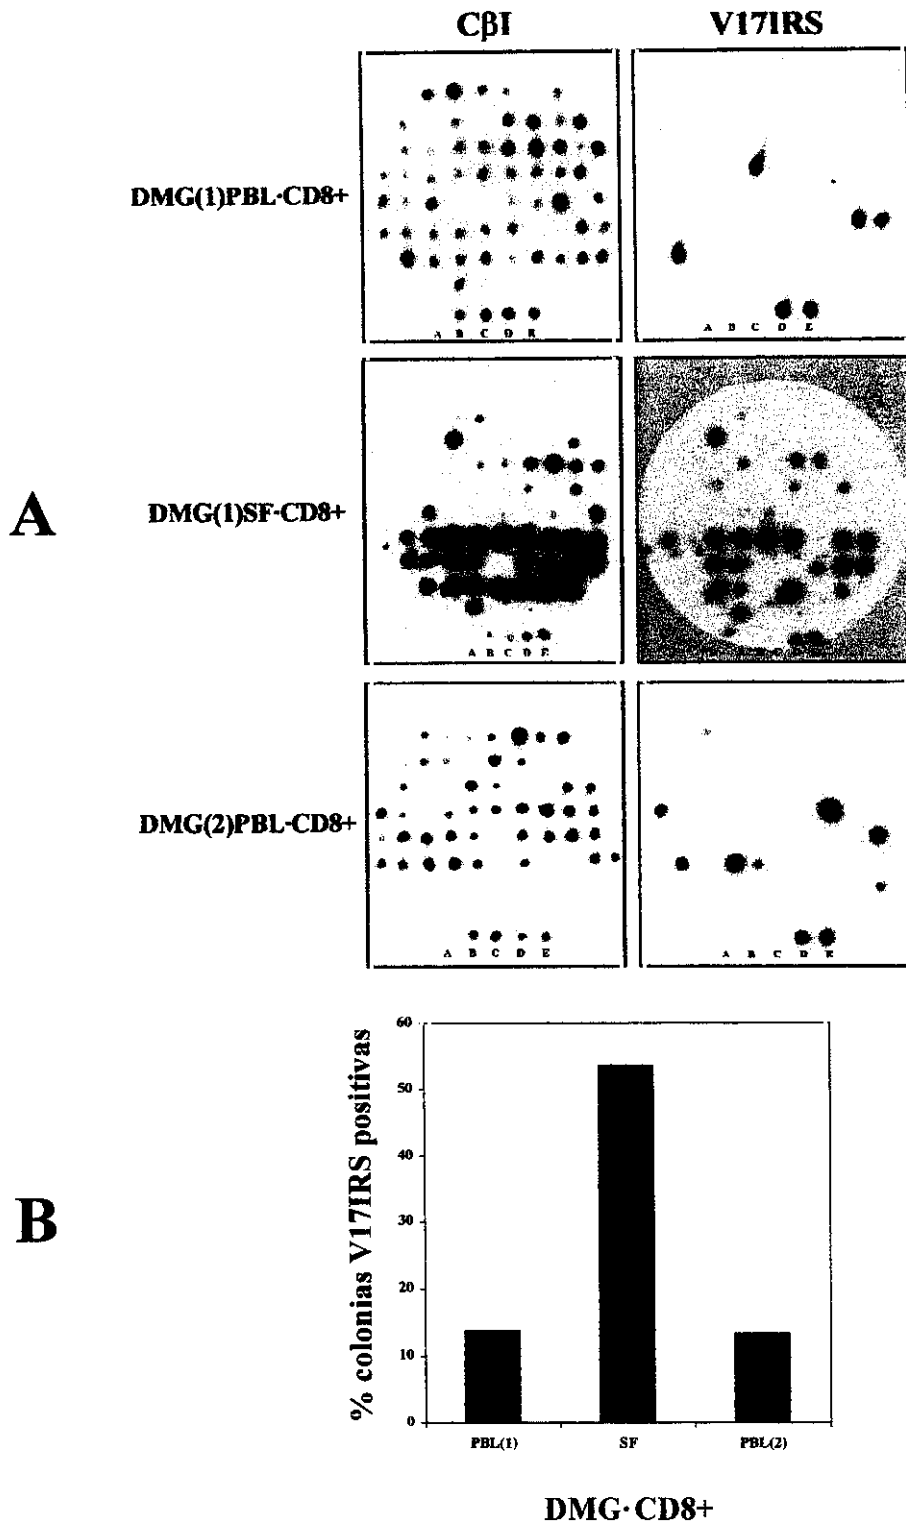 CβI V17IRS
DMG(1)PBL·CD8+
A B C D E
A B C D E
A
DMG(1)SF-CD8+
A B C D E
DMG(2)PBL·CD8+
A B C D E
A B C D E
B
% colonias V17IRS positivas
60
50
40
30
20
10
0
PBL(1) SF PBL(2)
DMG·CD8+